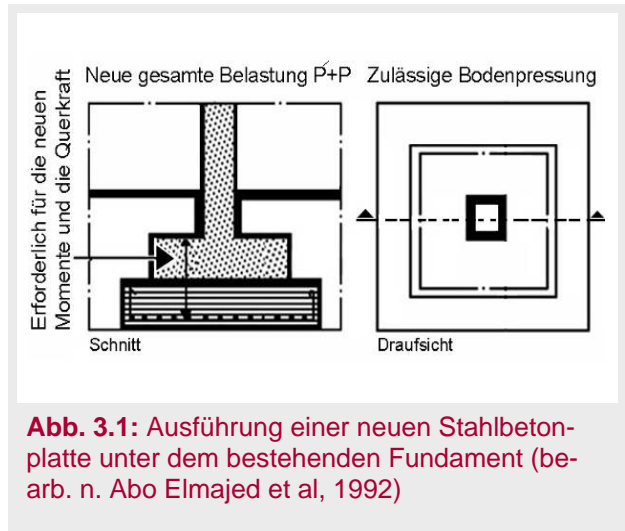 Neue gesamte Belastung P+P
Zulässige Bodenpressung
Erforderlich für die neuen
Momente und die Querkraft
Schnitt
Draufsicht
Abb. 3.1: Ausführung einer neuen Stahlbeton-
platte unter dem bestehenden Fundament (be-
arb. n. Abo Elmajed et al, 1992)